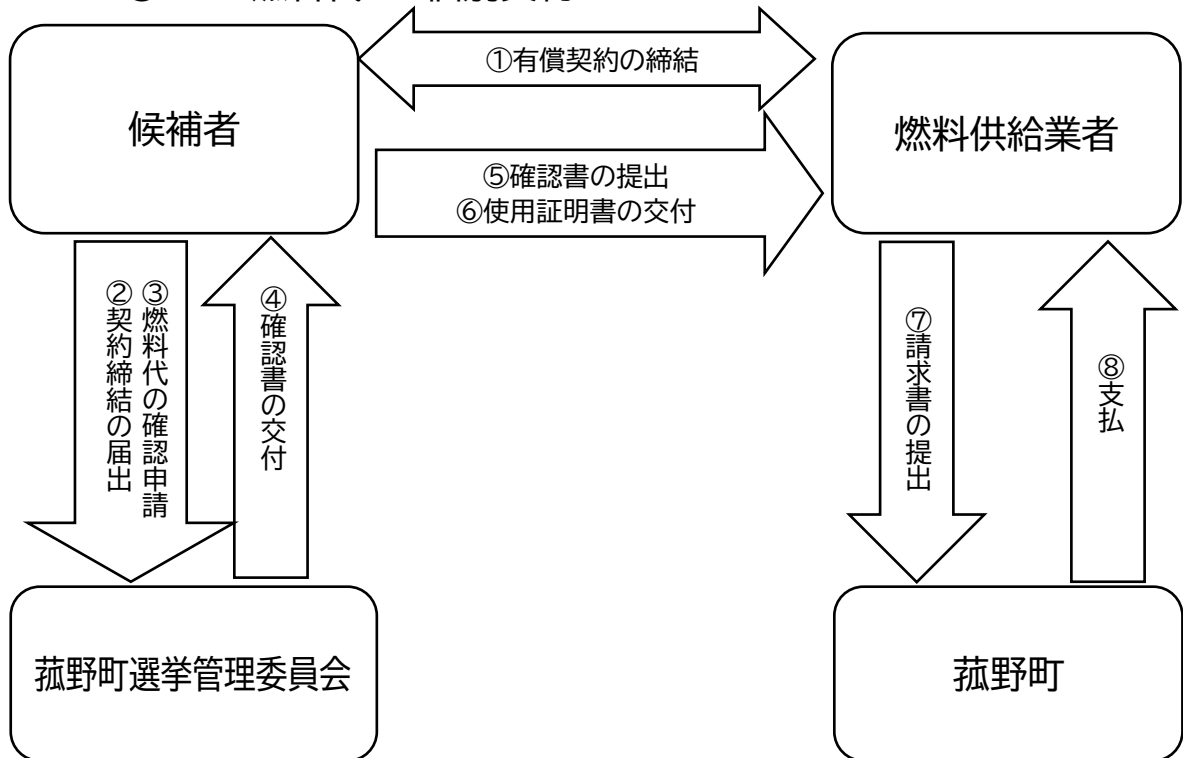 ①有償契約の締結
候補者
燃料供給業者
⑤確認書の提出
⑥使用証明書の交付
③燃料代の確認申請
②契約締結の届出
④確認書の交付
⑦請求書の提出
⑧支払
菰野町選挙管理委員会
菰野町